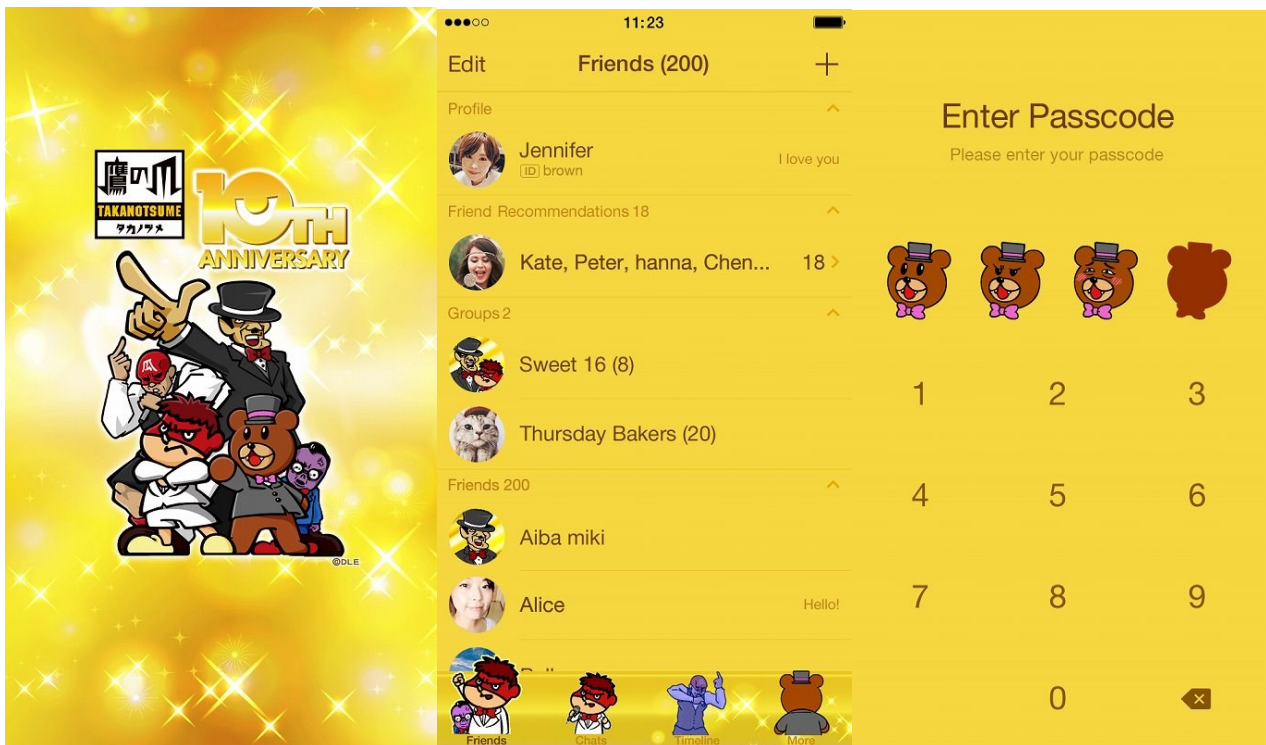 鷹の爪
TAKANOTSUME
タカノツメ
10TH
ANNIVERSARY
©DLE
11:23
Edit
Friends (200)
Profile
Jennifer
ID brown
I love you
Friend Recommendations 18
Kate, Peter, hanna, Chen...
18
Groups 2
Sweet 16 (8)
Thursday Bakers (20)
Friends 200
Aiba miki
Alice
Hello!
Friends
Chats
Timeline
More
Enter Passcode
Please enter your passcode
1 2 3
4 5 6
7 8 9
0